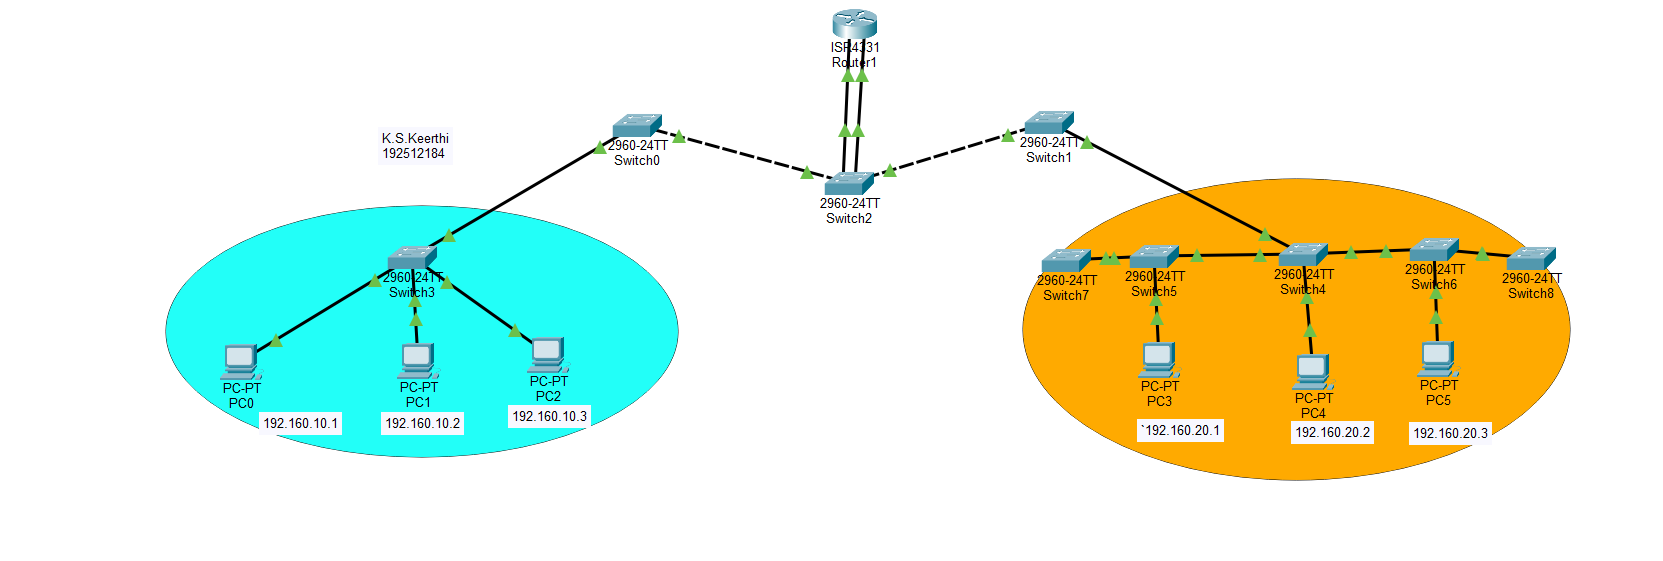 ISR4331
Router1
K.S.Keerthi
192512184
2960-24TT
Switch0
2960-24TT
Switch1
2960-24TT
Switch2
2960-24TT
Switch3
2960-24TT
Switch7
2960-24TT
Switch5
2960-24TT
Switch4
2960-24TT
Switch6
2960-24TT
Switch8
PC-PT
PC0
PC-PT
PC1
PC-PT
PC2
PC-PT
PC3
PC-PT
PC4
PC-PT
PC5
192.160.10.1
192.160.10.2
192.160.10.3
`192.160.20.1
192.160.20.2
192.160.20.3